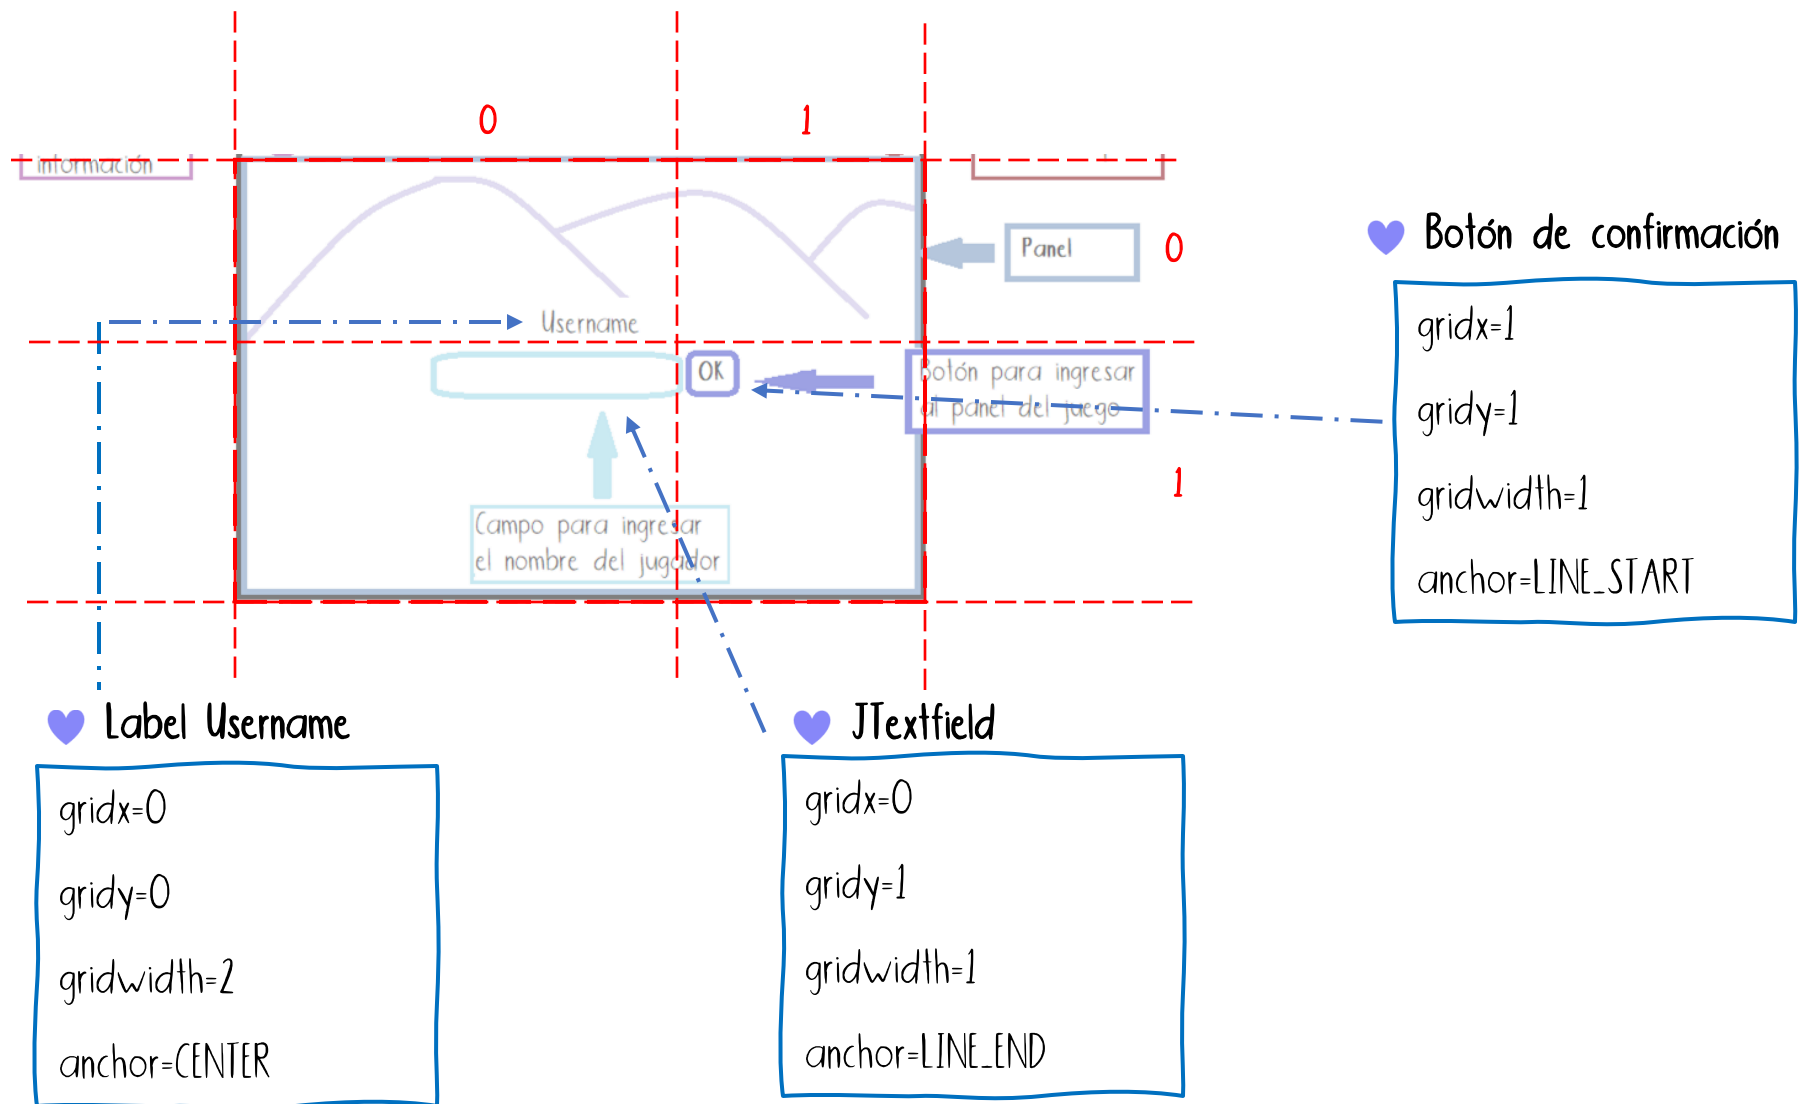 0
1
información
Panel
0
Botón de confirmación
gridx=1
gridy=1
gridwidth=1
anchor=LINE_START
Username
OK
Botón para ingresar
al panel del juego
1
Campo para ingresar
el nombre del jugador
Label Username
gridx=0
gridy=0
gridwidth=2
anchor=CENTER
JTextfield
gridx=0
gridy=1
gridwidth=1
anchor=LINE_END